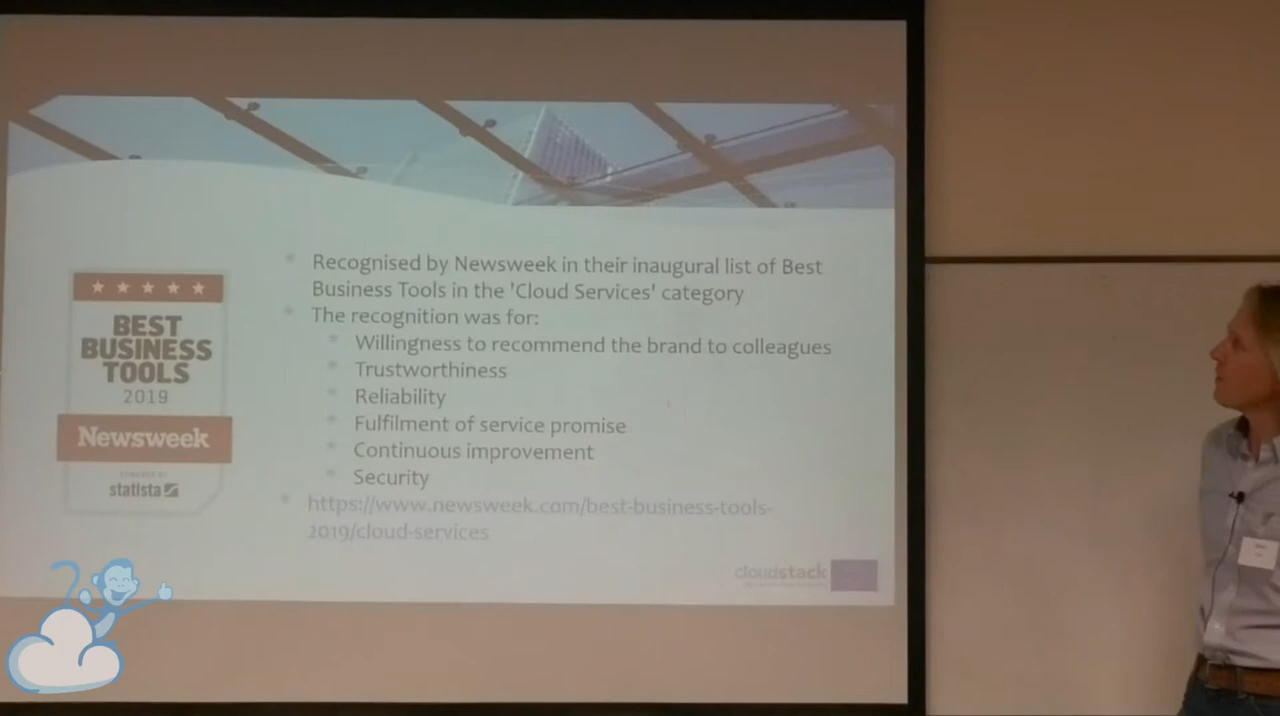 Recognised by Newsweek in their inaugural list of Best
Business Tools in the 'Cloud Services' category
The recognition was for:
Willingness to recommend the brand to colleagues
Trustworthiness
Reliability
Fulfilment of service promise
Continuous improvement
Security
https://www.newsweek.com/best-business-tools-
2019/cloud-services
BEST
BUSINESS
TOOLS
2019
Newsweek
statista
cloudstack